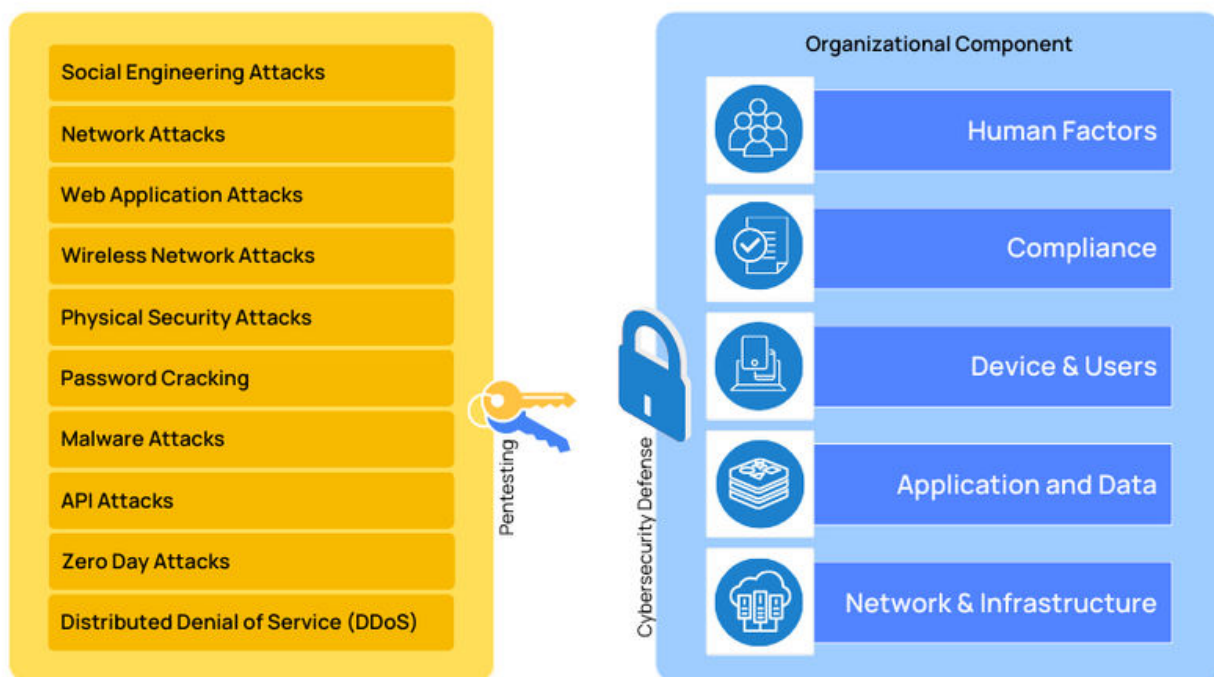 Social Engineering Attacks
Network Attacks
Web Application Attacks
Wireless Network Attacks
Physical Security Attacks
Password Cracking
Malware Attacks
API Attacks
Zero Day Attacks
Distributed Denial of Service (DDoS)
Pentesting
Cybersecurity Defense
Organizational Component
Human Factors
Compliance
Device & Users
Application and Data
Network & Infrastructure